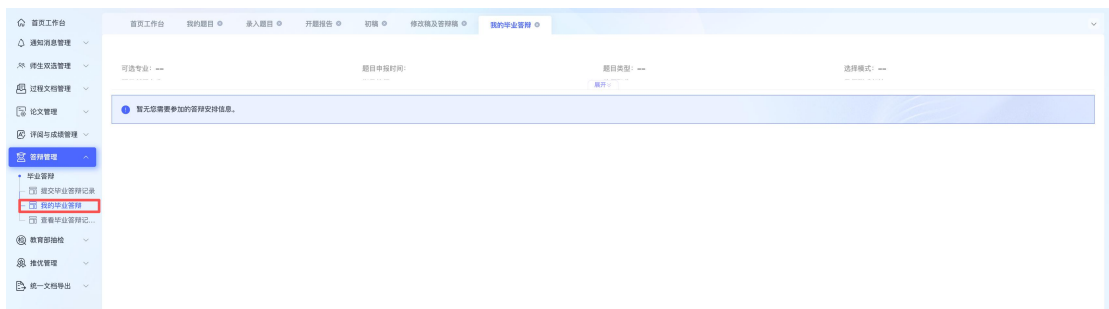 首页工作台
通知消息管理
师生双选管理
过程文档管理
论文管理
评阅与成绩管理
答辩管理
毕业答辩
提交毕业答辩记录
我的毕业答辩
查看毕业答辩记...
教育部抽检
推优管理
统一文档导出
首页工作台 我的题目 录入题目 开题报告 初稿 修改稿及答辩稿 我的毕业答辩
可选专业: -- 题目申报时间: 题目类型: -- 选择模式: --
展开
暂无您需要参加的答辩安排信息。